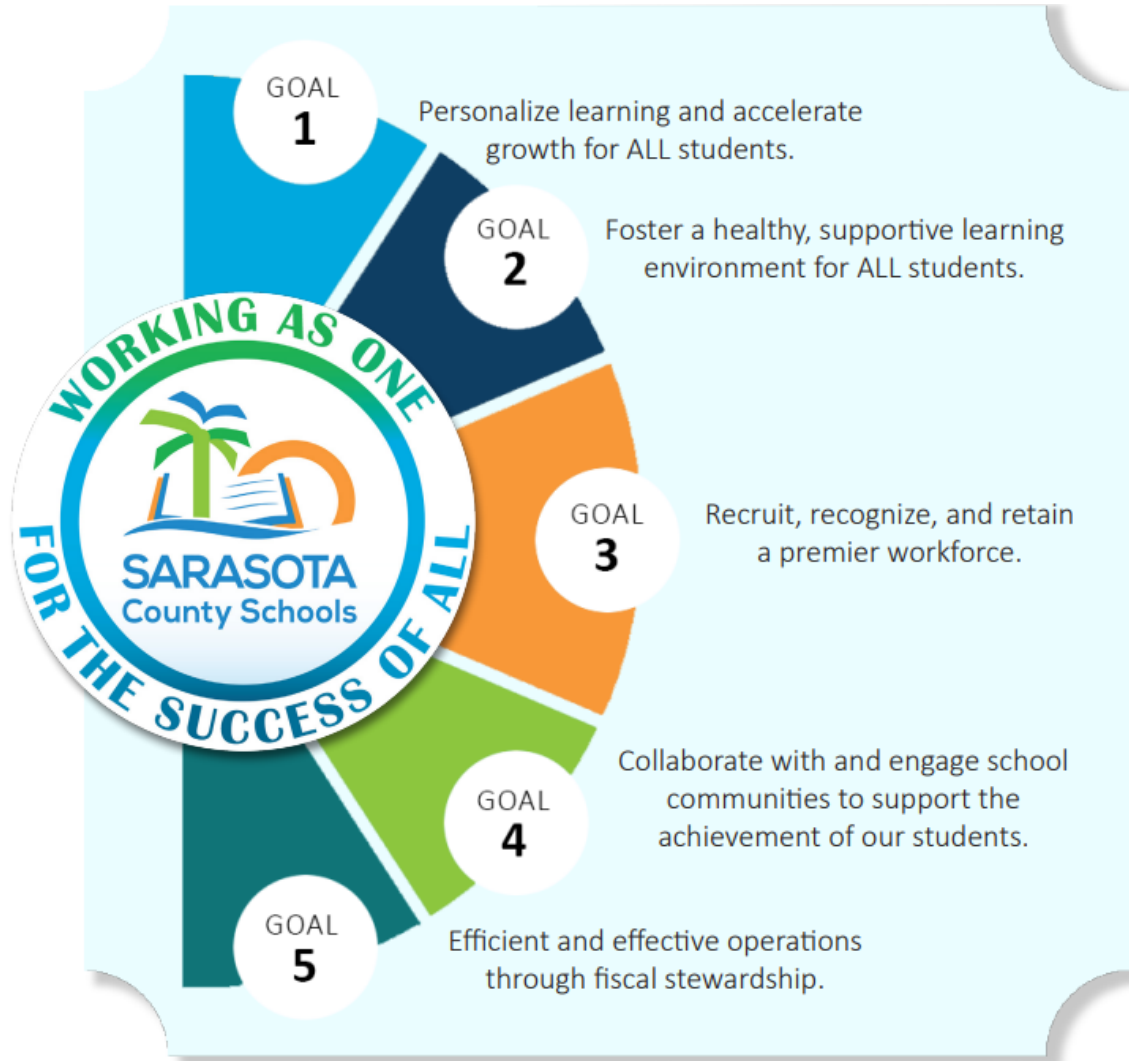 GOAL
1
Personalize learning and accelerate
growth for ALL students.
GOAL
2
Foster a healthy, supportive learning
environment for ALL students.
WORKING AS ONE
FOR THE SUCCESS OF ALL
SARASOTA
County Schools
GOAL
3
Recruit, recognize, and retain
a premier workforce.
GOAL
4
Collaborate with and engage school
communities to support the
achievement of our students.
GOAL
5
Efficient and effective operations
through fiscal stewardship.